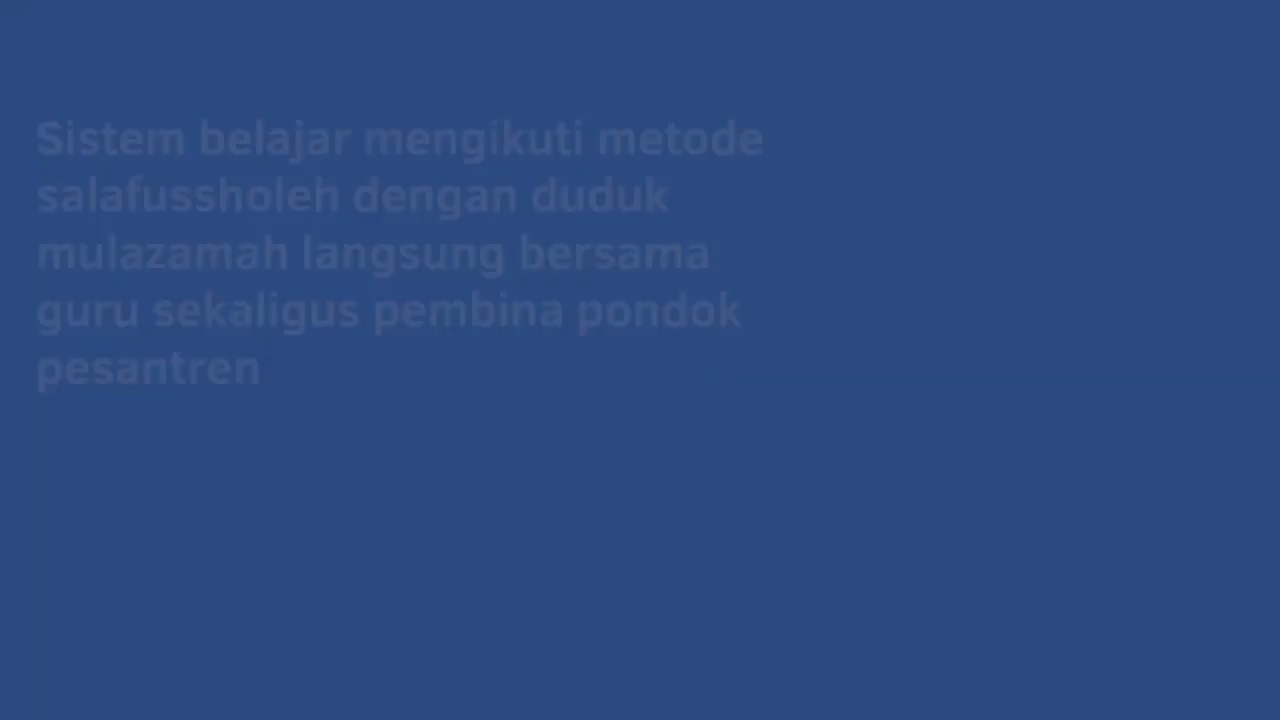 Sistem belajar mengikuti metode
salafussholeh dengan duduk
mulazamah langsung bersama
guru sekaligus pembina pondok
pesantren